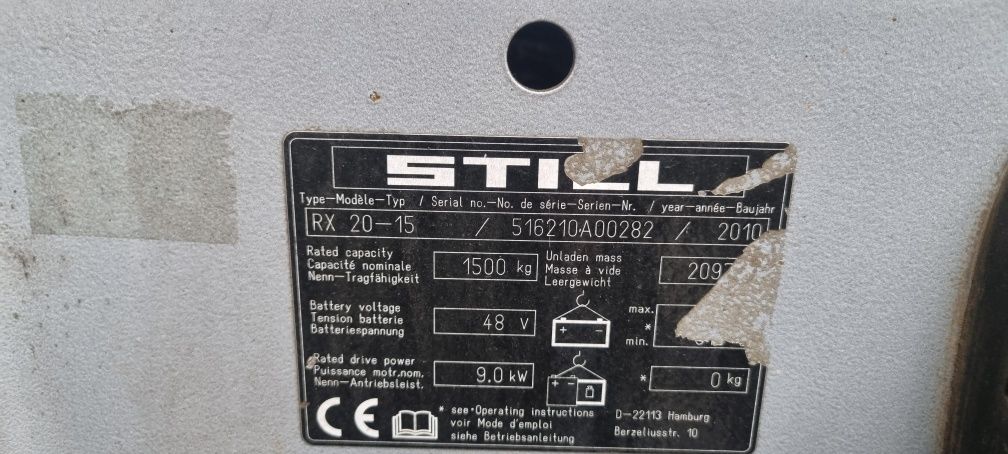 STILL
Type-Modèle-Typ / Serial no.-No. de série-Serien-Nr. / year-année-Baujahr
RX 20-15 / 516210A00282 / 2010
Rated capacity
Capacité nominale
Nenn-Tragfähigkeit
1500 kg
Unladen mass
Masse à vide
Leergewicht
Battery voltage
Tension batterie
Batteriespannung
48 V
max.
*
min.
Rated drive power
Puissance motr.nom.
Nenn-Antriebsleist.
9.0 kW
* 0 kg
CE
* see Operating instructions
voir Mode d'emploi
siehe Betriebsanleitung
D-22113 Hamburg
Berzeliusstr. 10